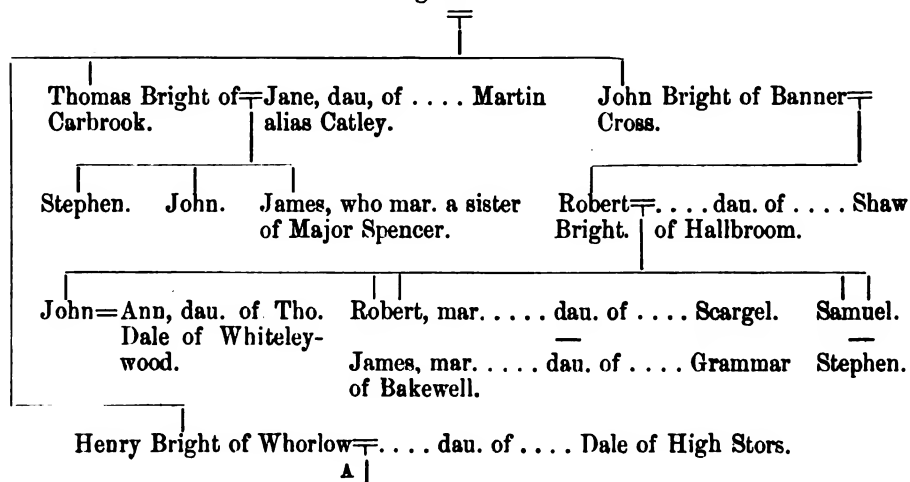 Thomas Bright of Jane, dau, of .... Martin John Bright of Banner
Carbrook. alias Catley. Cross.
Stephen. John. James, who mar. a sister Robert .... dau. of .... Shaw
of Major Spencer. Bright. of Hallbroom.
John=Ann, dau. of Tho. Robert, mar..... dau. of .... Scargel. Samuel.
Dale of Whiteley-
wood. James, mar..... dau. of .... Grammar Stephen.
of Bakewell.
Henry Bright of Whorlow .... dau. of .... Dale of High Stors.
A